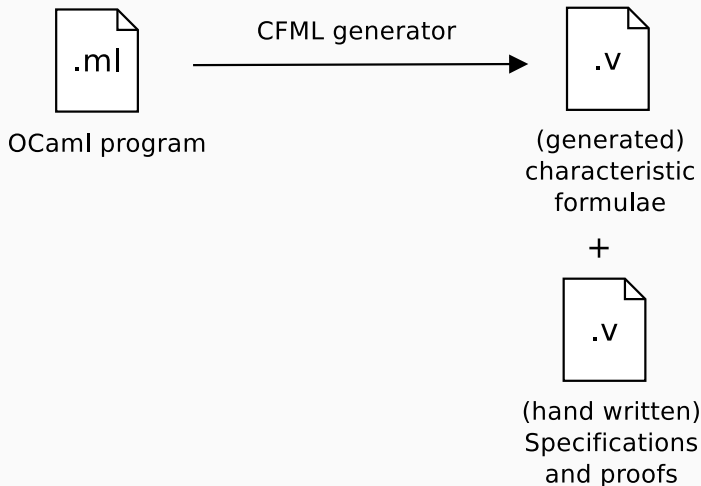 CFML generator
.ml
.v
OCaml program
(generated)
characteristic
formulae
+
.v
(hand written)
Specifications
and proofs